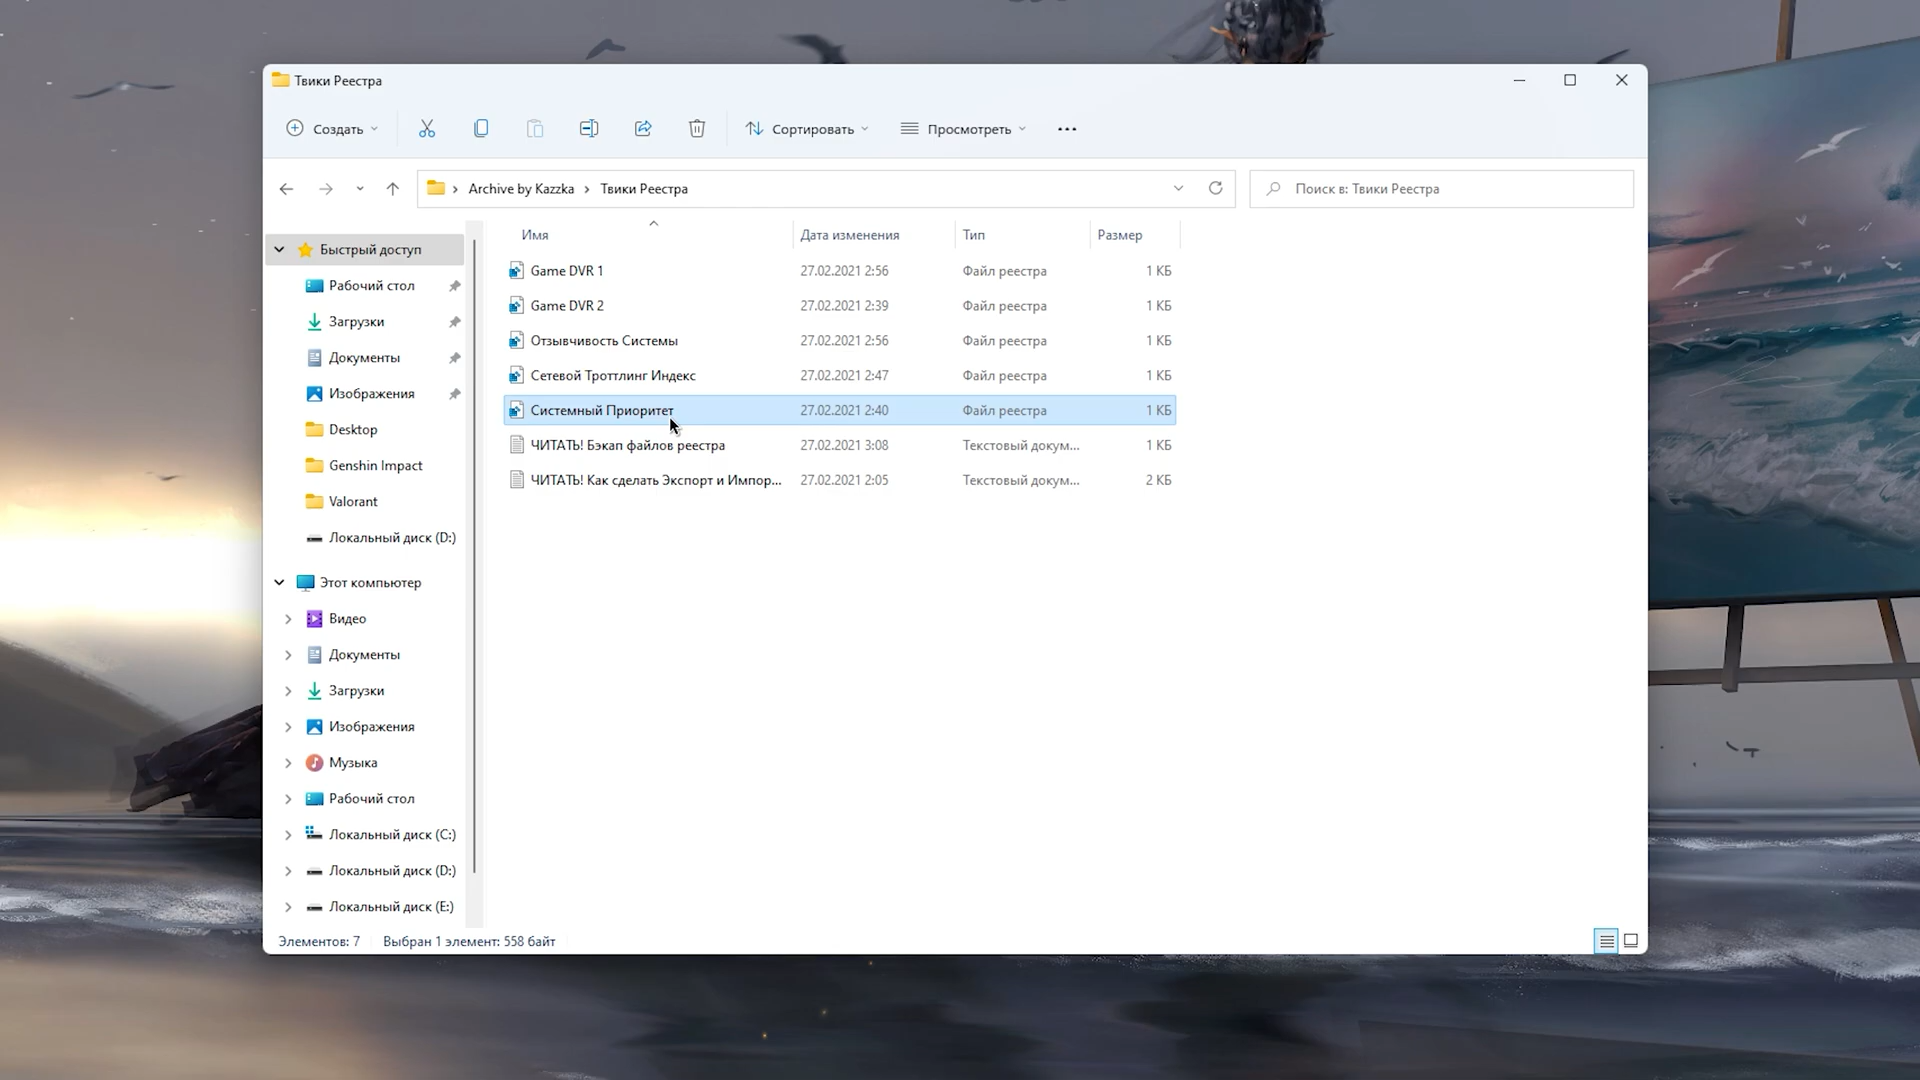 Твики Реестра
Создать
Сортировать
Просмотреть
Archive by Kazzka > Твики Реестра
Поиск в: Твики Реестра
Быстрый доступ
Рабочий стол
Загрузки
Документы
Изображения
Desktop
Genshin Impact
Valorant
Локальный диск (D:)
Этот компьютер
Видео
Документы
Загрузки
Изображения
Музыка
Рабочий стол
Локальный диск (C:)
Локальный диск (D:)
Локальный диск (E:)
Имя Дата изменения Тип Размер
Game DVR 1 27.02.2021 2:56 Файл реестра 1 КБ
Game DVR 2 27.02.2021 2:39 Файл реестра 1 КБ
Отзывчивость Системы 27.02.2021 2:56 Файл реестра 1 КБ
Сетевой Троттлинг Индекс 27.02.2021 2:47 Файл реестра 1 КБ
Системный Приоритет 27.02.2021 2:40 Файл реестра 1 КБ
ЧИТАТЬ! Бэкап файлов реестра 27.02.2021 3:08 Текстовый докум... 1 КБ
ЧИТАТЬ! Как сделать Экспорт и Импор... 27.02.2021 2:05 Текстовый докум... 2 КБ
Элементов: 7 Выбран 1 элемент: 558 байт